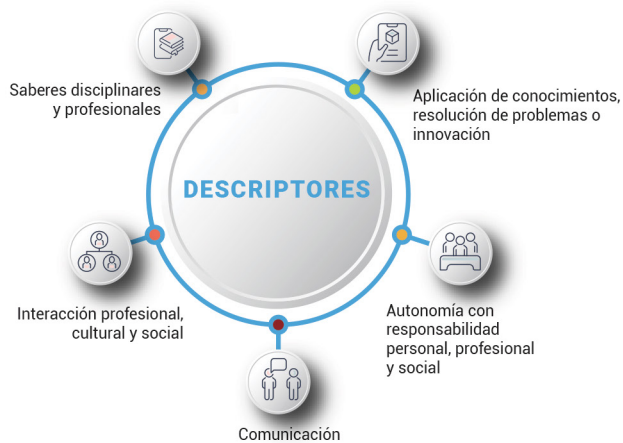 Saberes disciplinares
y profesionales
Aplicación de conocimientos,
resolución de problemas o
innovación
DESCRIPTORES
Interacción profesional,
cultural y social
Autonomía con
responsabilidad
personal, profesional
y social
Comunicación